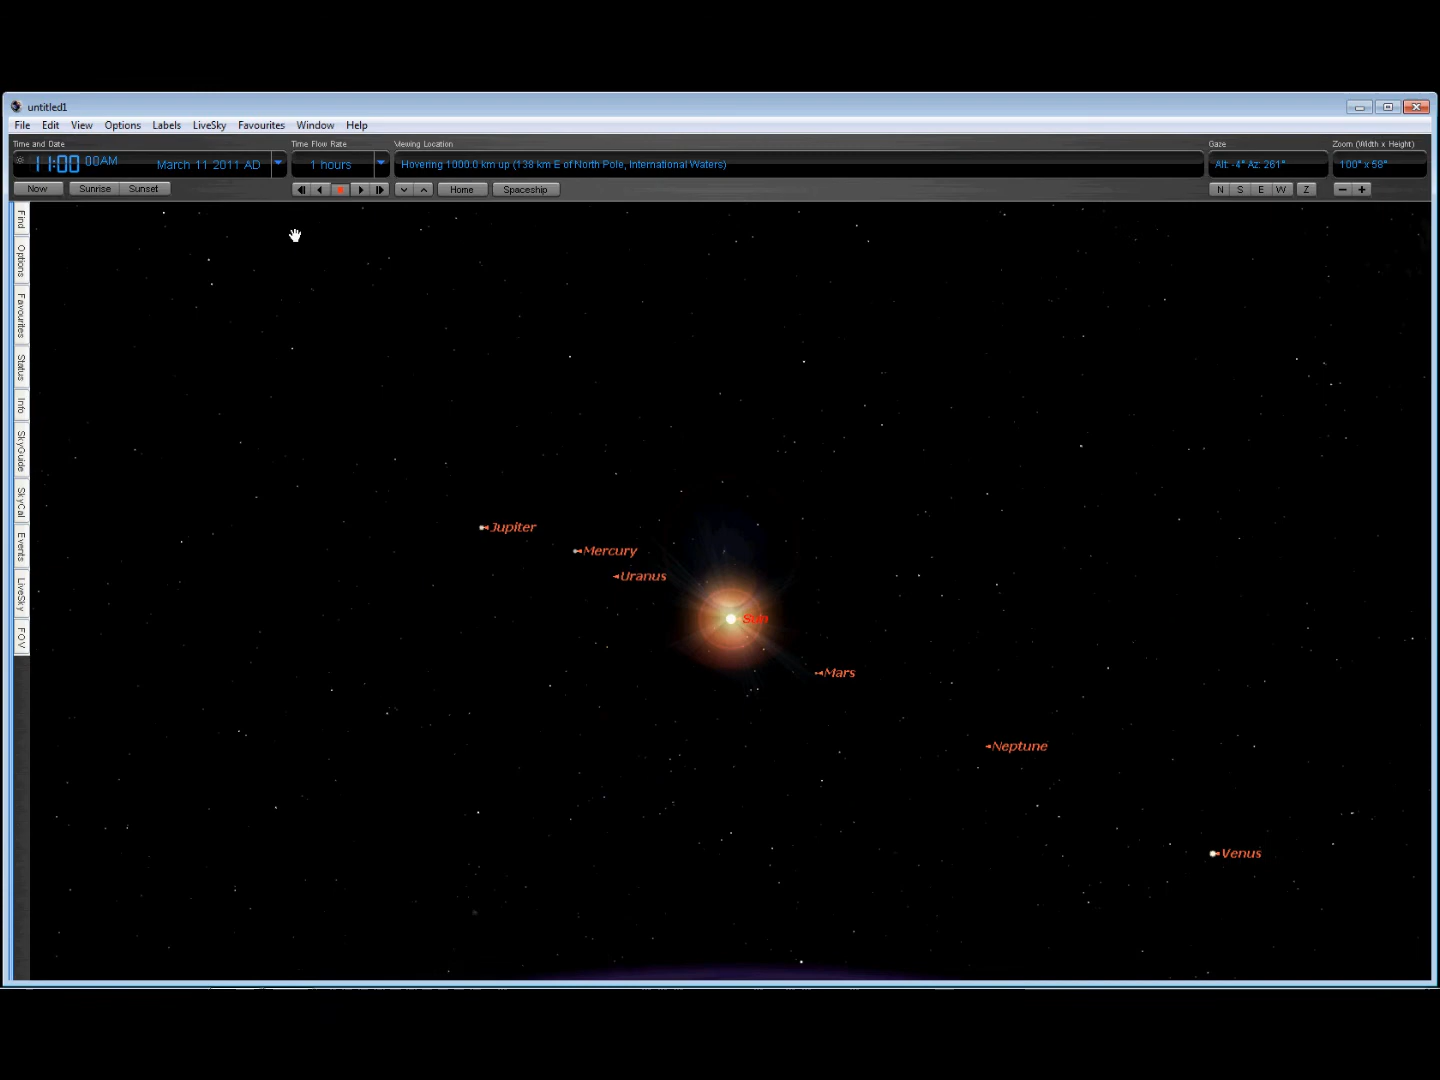 untitled1
File Edit View Options Labels LiveSky Favourites Window Help
Time and Date Time Flow Rate Viewing Location Gaze Zoom (Width x Height)
11:00 00AM March 11 2011 AD 1 hours Hovering 1000.0 km up (138 km E of North Pole, International Waters) Alt: -4° Az: 261° 100° x 58°
Now Sunrise Sunset Home Spaceship N S E W Z
Find
Options
Favourites
Status
Info
SkyGuide
SkyCal
Events
LiveSky
FOV
Jupiter
Mercury
Uranus
Sun
Mars
Neptune
Venus